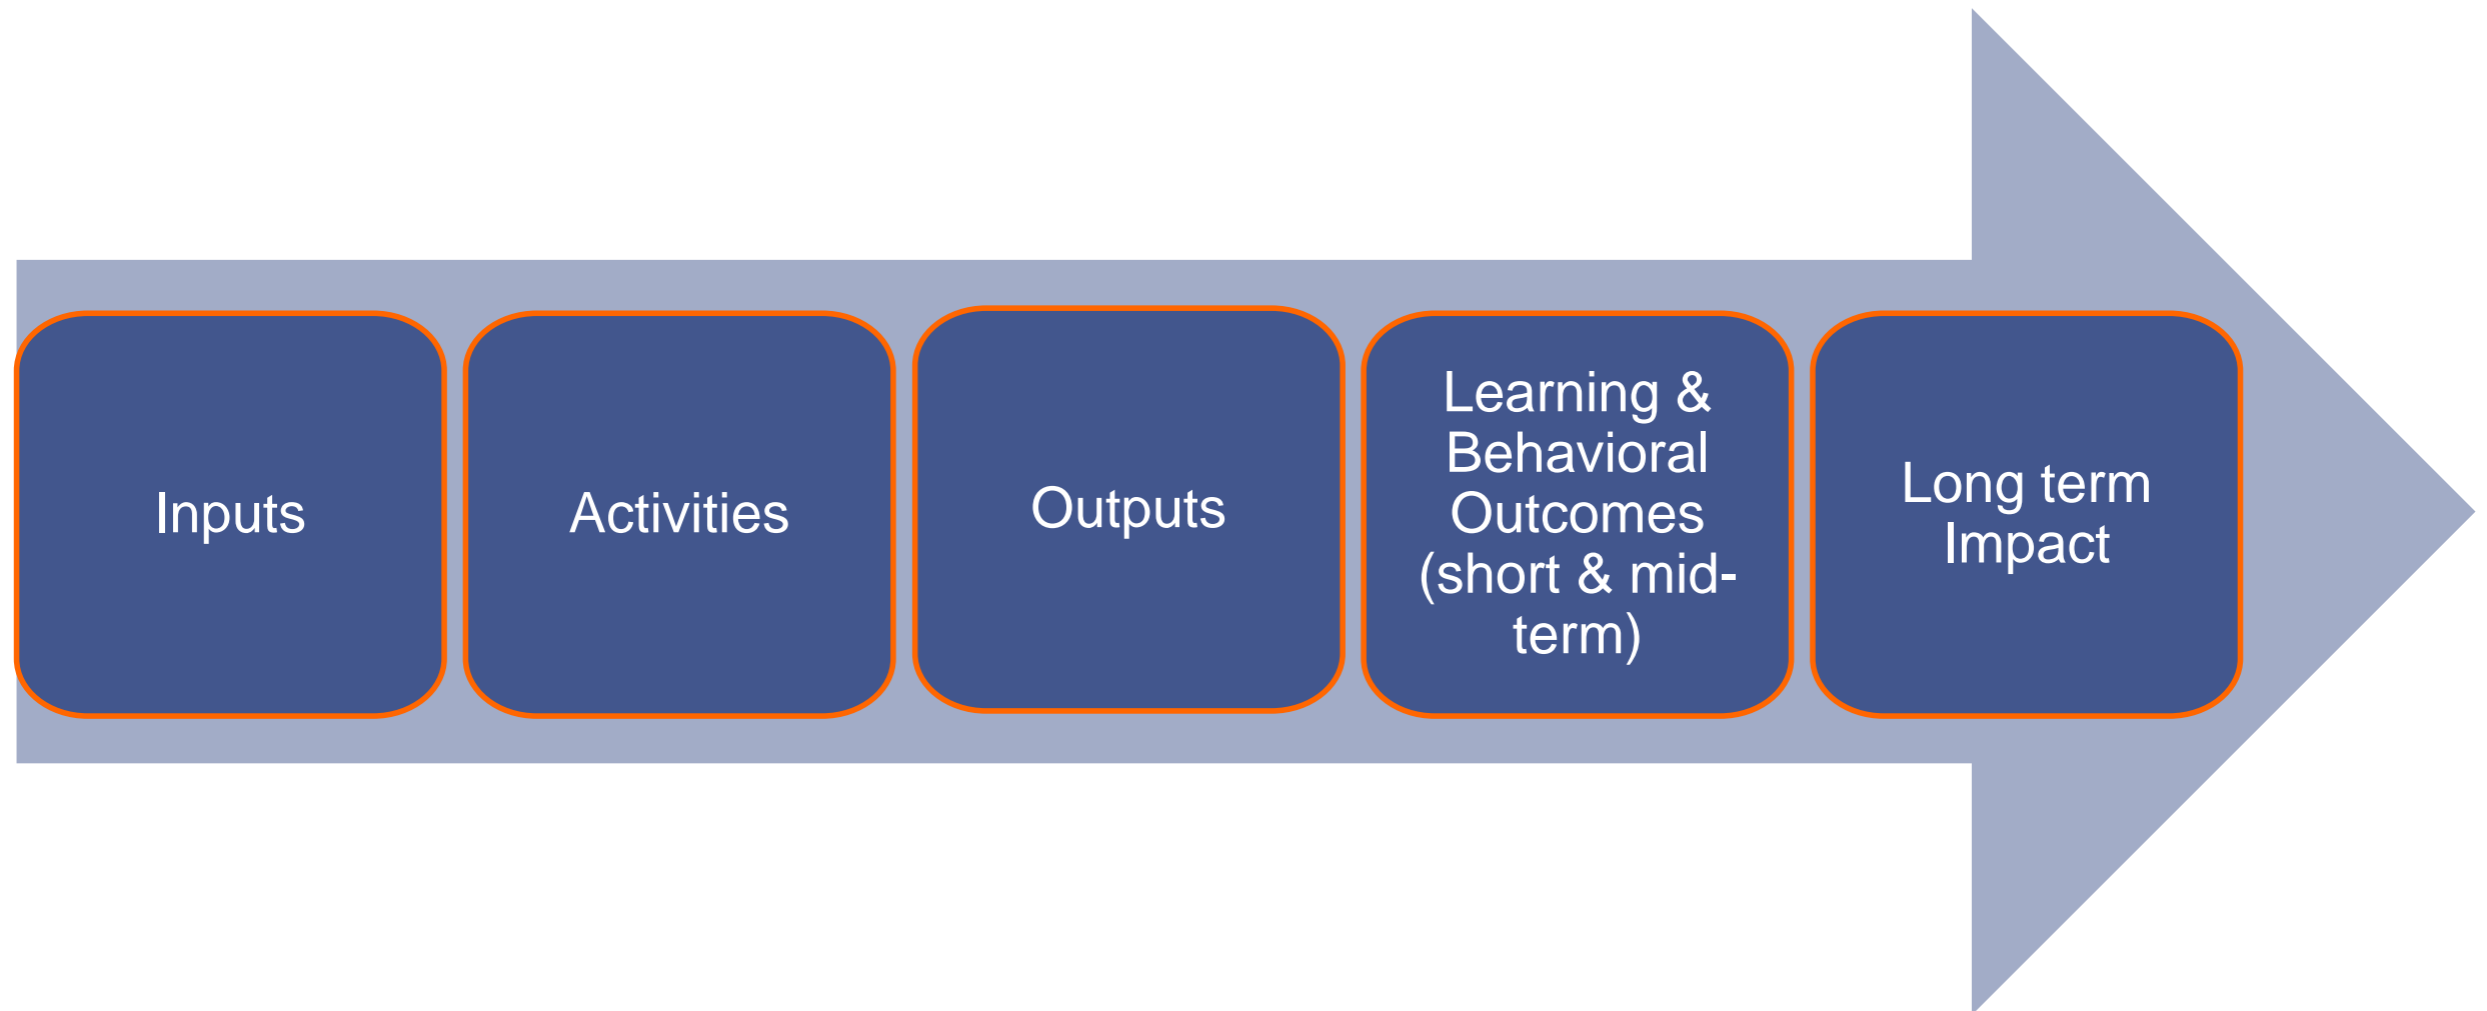 Inputs
Activities
Outputs
Learning &
Behavioral
Outcomes
(short & mid-
term)
Long term
Impact